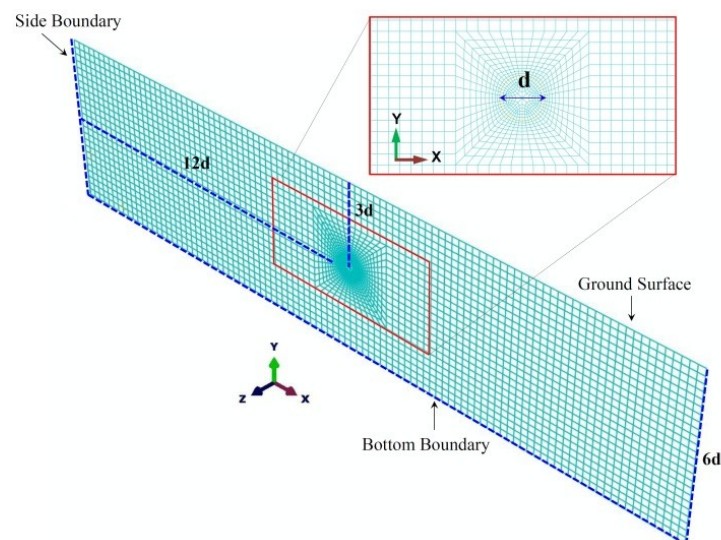 Side Boundary
d
Y
X
12d
3d
Ground Surface
Y
Z
X
Bottom Boundary
6d